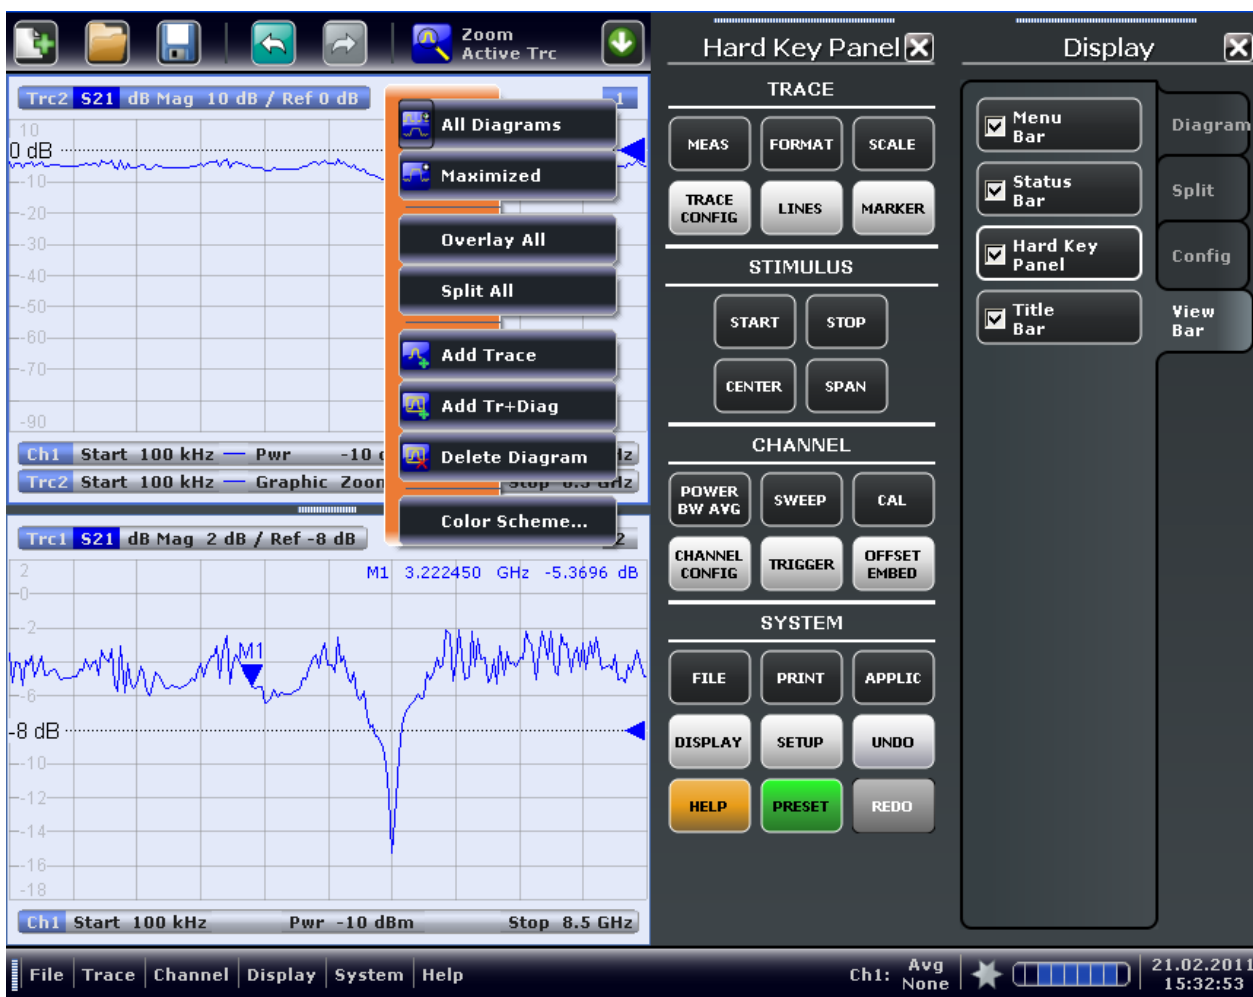 Zoom
Active Trc
Trc2 S21 dB Mag 10 dB / Ref 0 dB
1
10
0 dB
-10
-20
-30
-40
-50
-60
-70
-90
Ch1 Start 100 kHz — Pwr -10
Trc2 Start 100 kHz — Graphic Zoom Stop 8.5 GHz
All Diagrams
Maximized
Overlay All
Split All
Add Trace
Add Tr+Diag
Delete Diagram
Color Scheme...
Trc1 S21 dB Mag 2 dB / Ref -8 dB
2
M1 3.222450 GHz -5.3696 dB
2
-0
-2
M1
-6
-8 dB
-10
-12
-14
-16
-18
Ch1 Start 100 kHz Pwr -10 dBm Stop 8.5 GHz
Hard Key Panel
TRACE
MEAS FORMAT SCALE
TRACE CONFIG LINES MARKER
STIMULUS
START STOP
CENTER SPAN
CHANNEL
POWER BW AVG SWEEP CAL
CHANNEL CONFIG TRIGGER OFFSET EMBED
SYSTEM
FILE PRINT APPLIC
DISPLAY SETUP UNDO
HELP PRESET REDO
Display
Menu Bar
Status Bar
Hard Key Panel
Title Bar
Diagram
Split
Config
View Bar
File Trace Channel Display System Help
Ch1: Avg None
21.02.2011
15:32:53